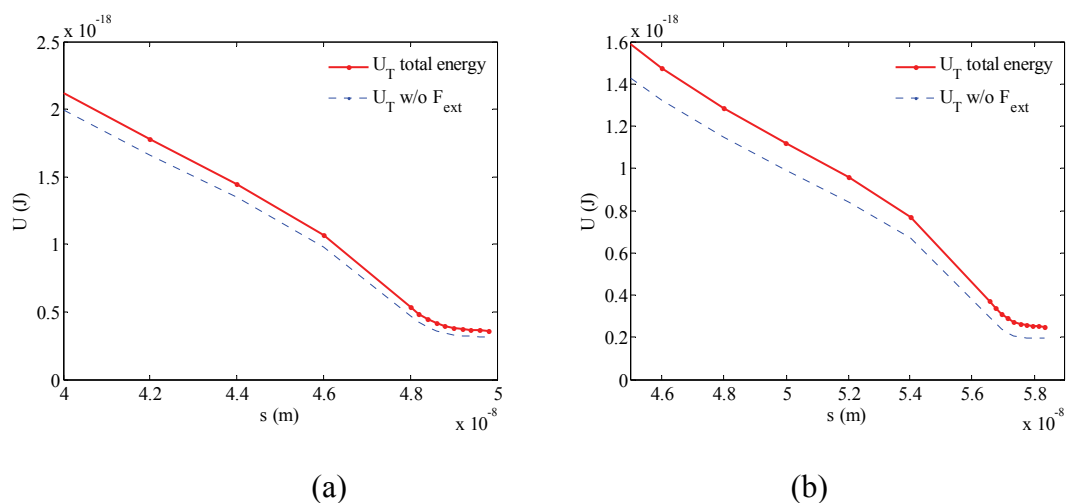 x 10^-18
2.5
2
1.5
1
0.5
0
U (J)
4
4.2
4.4
4.6
4.8
5
s (m)
x 10^-8
U_T total energy
U_T w/o F_ext
(a)
x 10^-18
1.6
1.4
1.2
1
0.8
0.6
0.4
0.2
0
U (J)
4.6
4.8
5
5.2
5.4
5.6
5.8
s (m)
x 10^-8
U_T total energy
U_T w/o F_ext
(b)